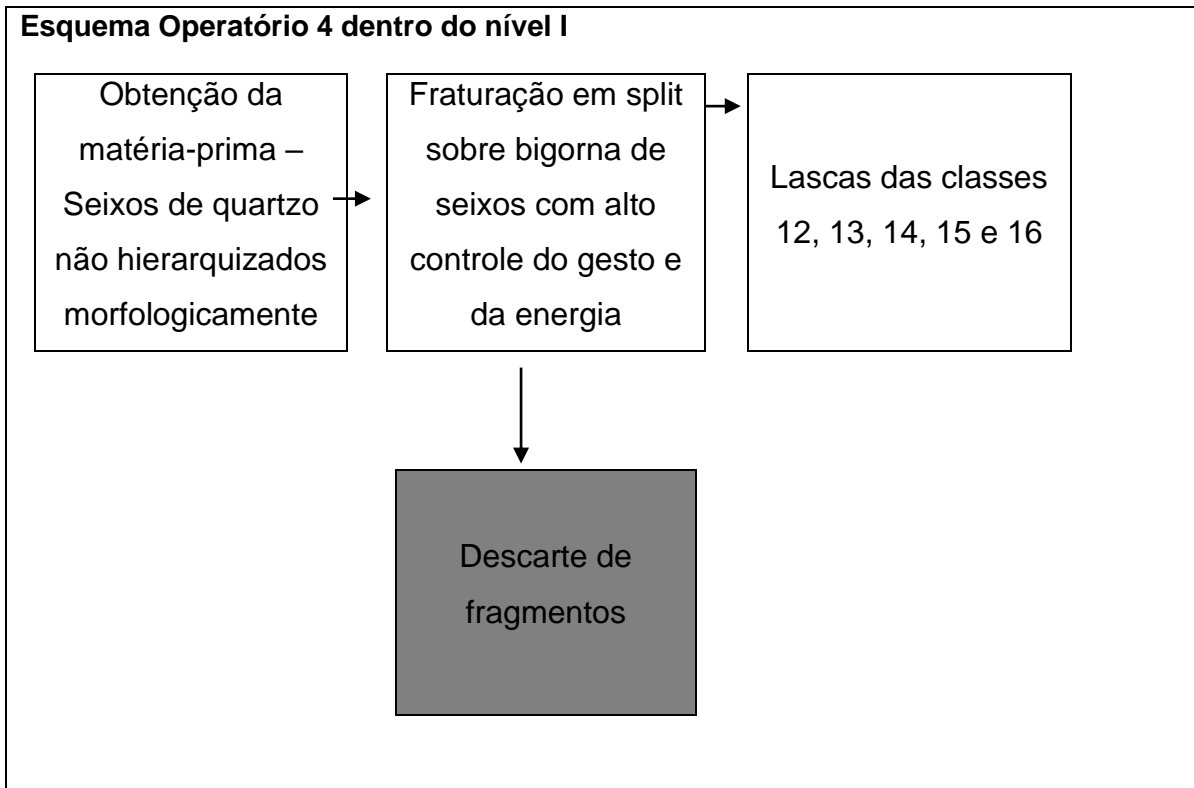 Esquema Operatório 4 dentro do nível I
Obtenção da
matéria-prima –
Seixos de quartzo
não hierarquizados
morfologicamente
Fraturação em split
sobre bigorna de
seixos com alto
controle do gesto e
da energia
Lascas das classes
12, 13, 14, 15 e 16
Descarte de
fragmentos